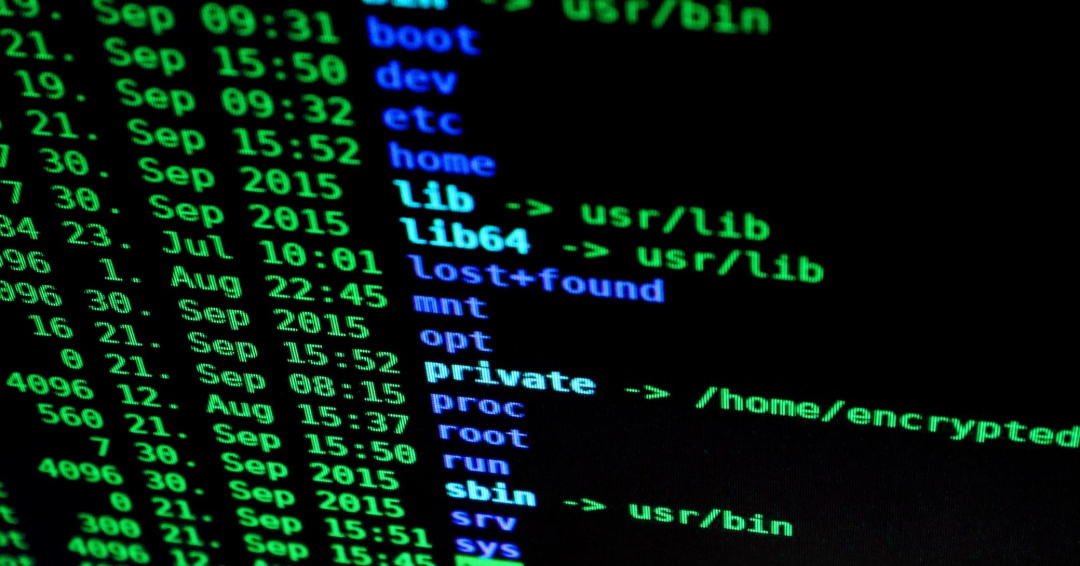 bin -> usr/bin
19. Sep 09:31 boot
21. Sep 15:50 dev
19. Sep 09:32 etc
21. Sep 15:52 home
7 30. Sep 2015 lib -> usr/lib
7 30. Sep 2015 lib64 -> usr/lib
84 23. Jul 10:01 lost+found
096 1. Aug 22:45 mnt
096 30. Sep 2015 opt
16 21. Sep 15:52 private -> /home/encrypted
0 21. Sep 08:15 proc
4096 12. Aug 15:37 root
560 21. Sep 15:50 run
7 30. Sep 2015 sbin -> usr/bin
4096 30. Sep 2015 srv
0 21. Sep 15:51 sys
300 21. Sep 15:45
4096 12.